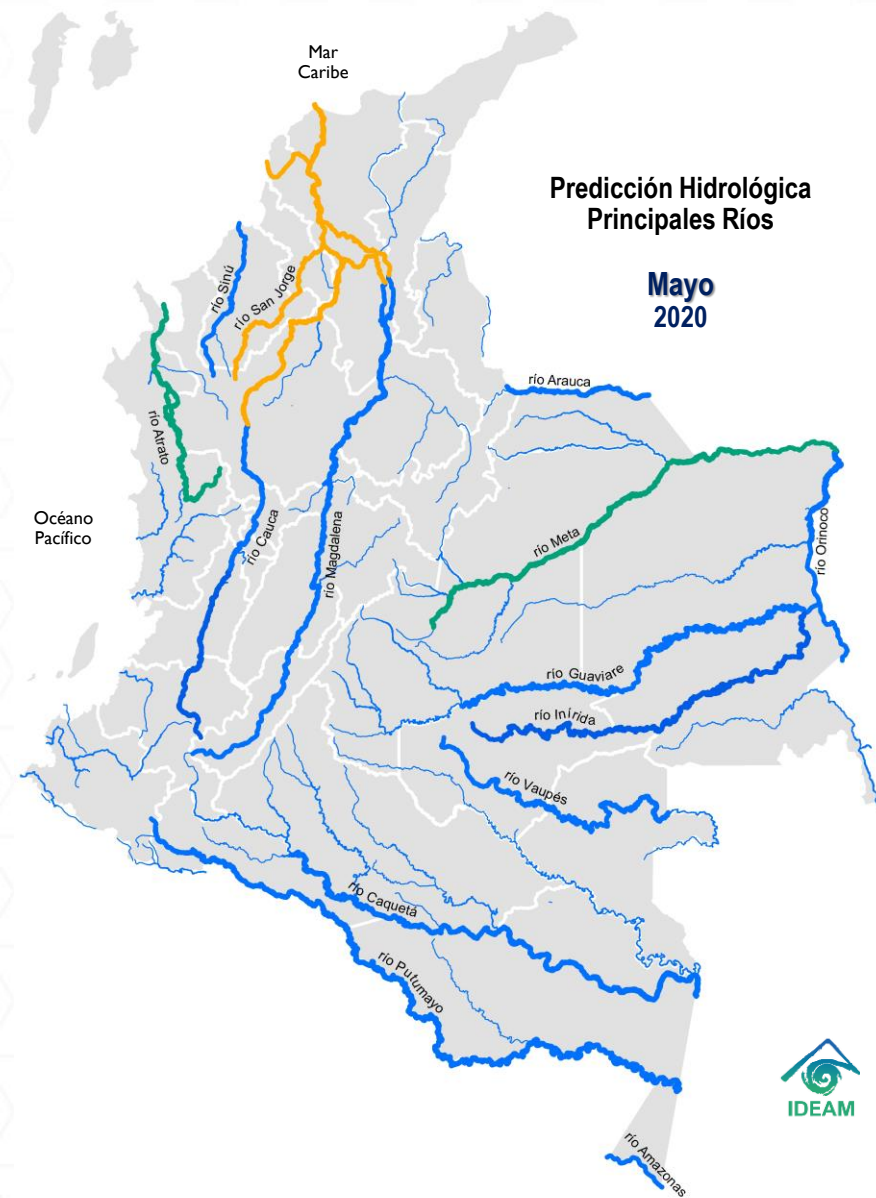 Mar
Caribe
Predicción Hidrológica
Principales Ríos
Mayo
2020
río Sinú
río San Jorge
río Arauca
río Atrato
Océano
Pacífico
río Cauca
río Magdalena
río Meta
río Orinoco
río Guaviare
río Inírida
río Vaupés
río Caquetá
río Putumayo
IDEAM
río Amazonas